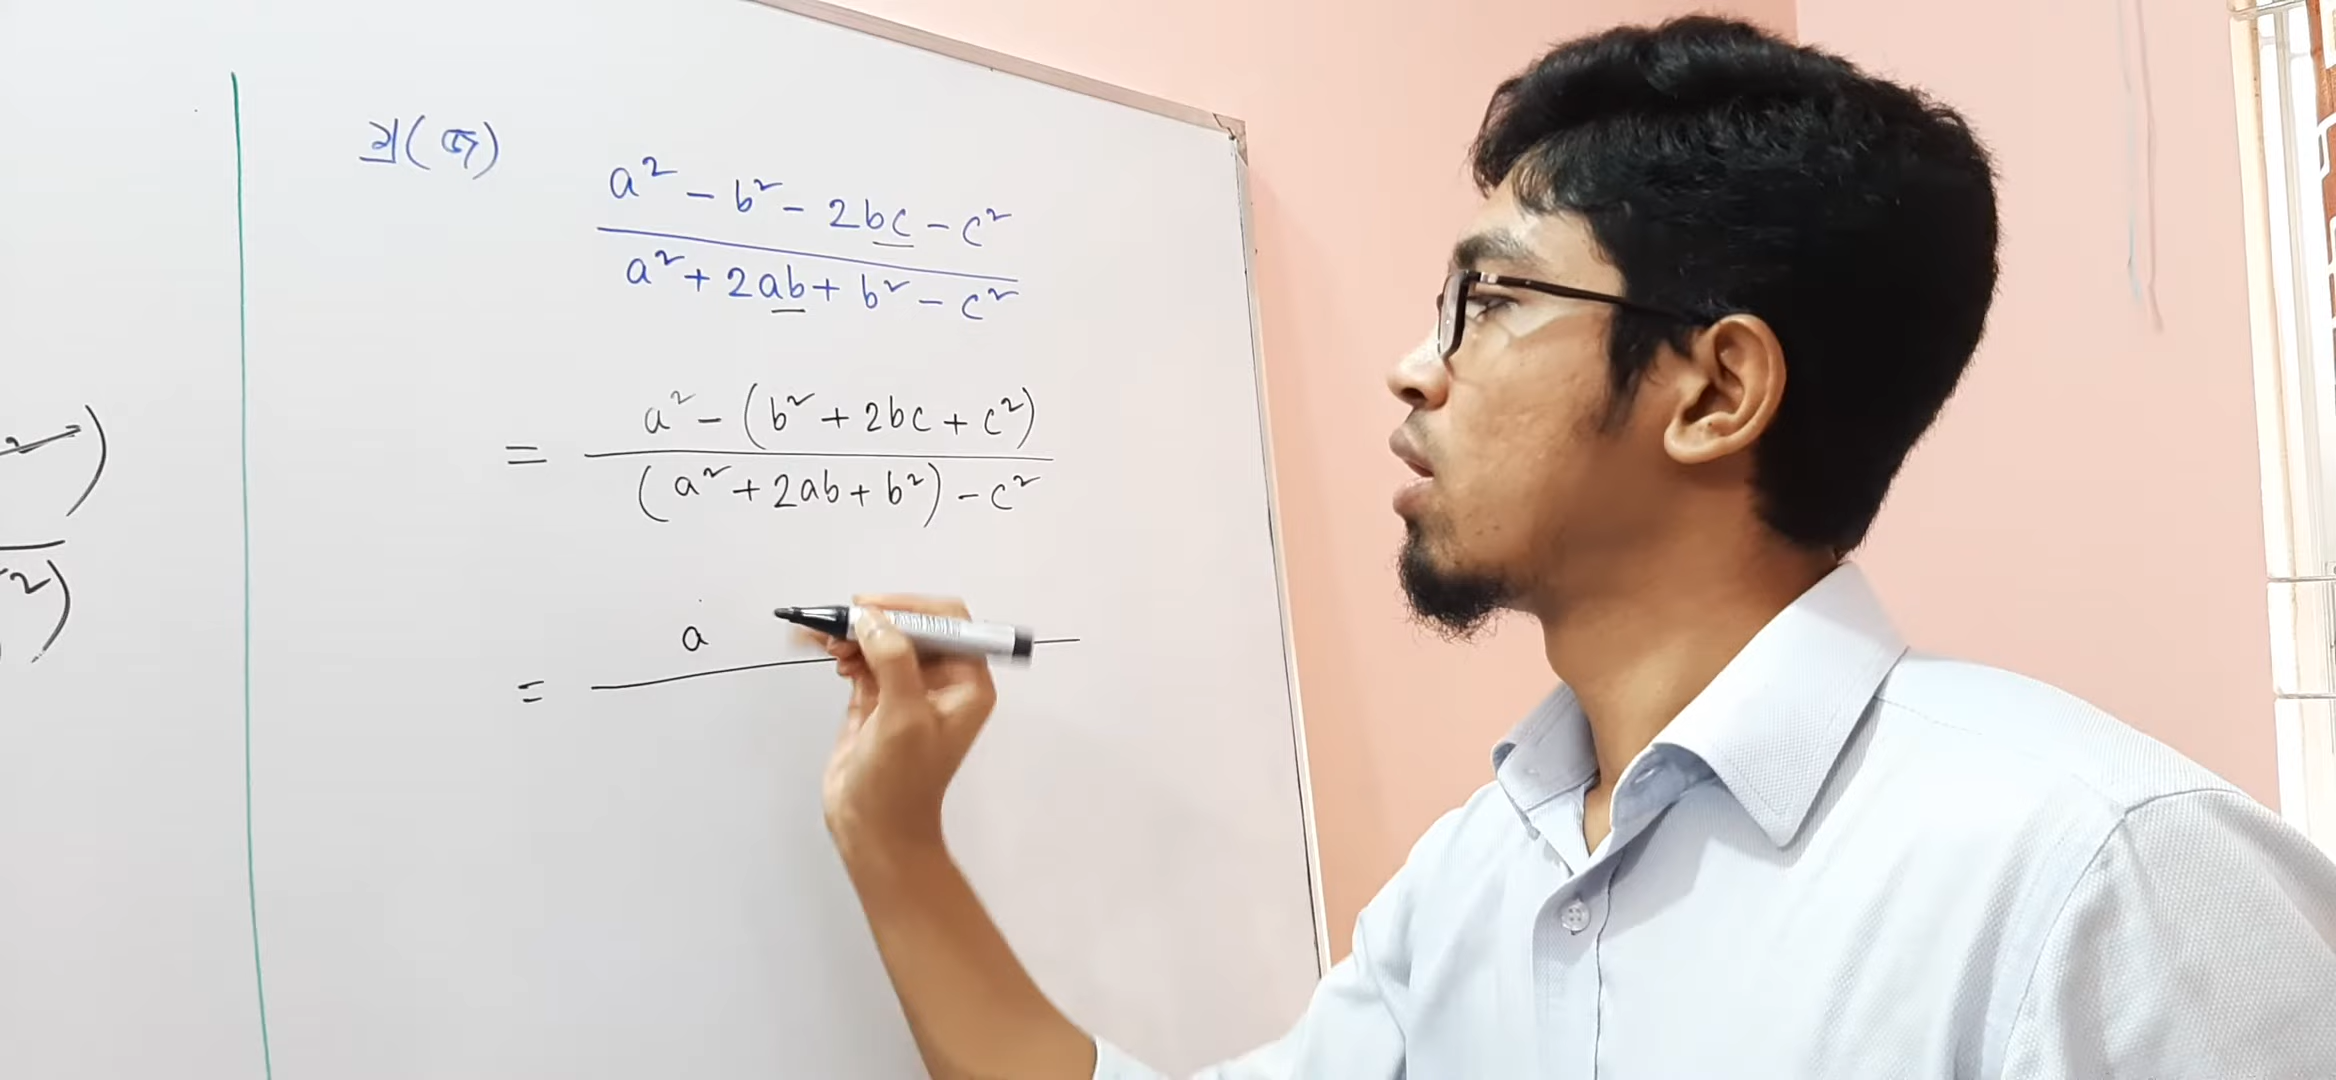 a² - b² - 2bc - c²
a² + 2ab + b² - c²
= a² - (b² + 2bc + c²)
(a² + 2ab + b²) - c²
= a